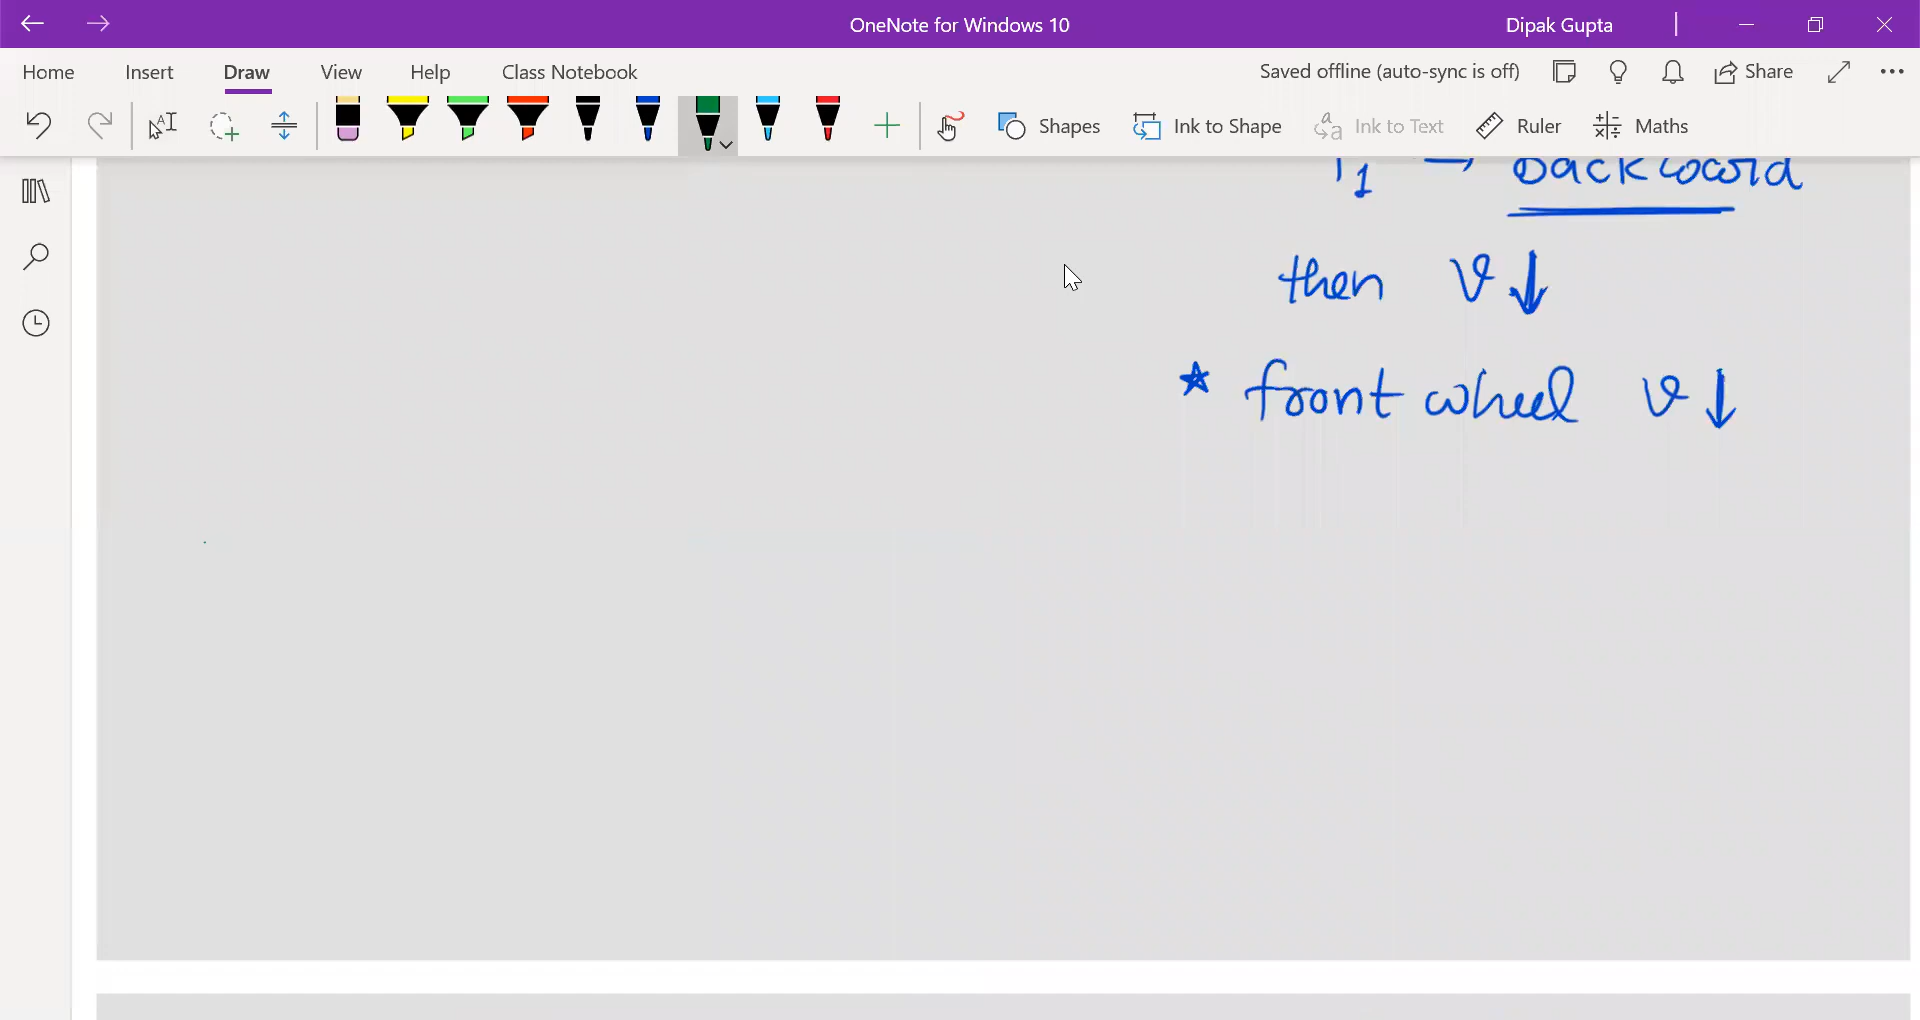 OneNote for Windows 10
Dipak Gupta
Home Insert Draw View Help Class Notebook
Saved offline (auto-sync is off) Share
Shapes Ink to Shape Ink to Text Ruler Maths
1 → Backward
then v↓
★ front wheel v↓